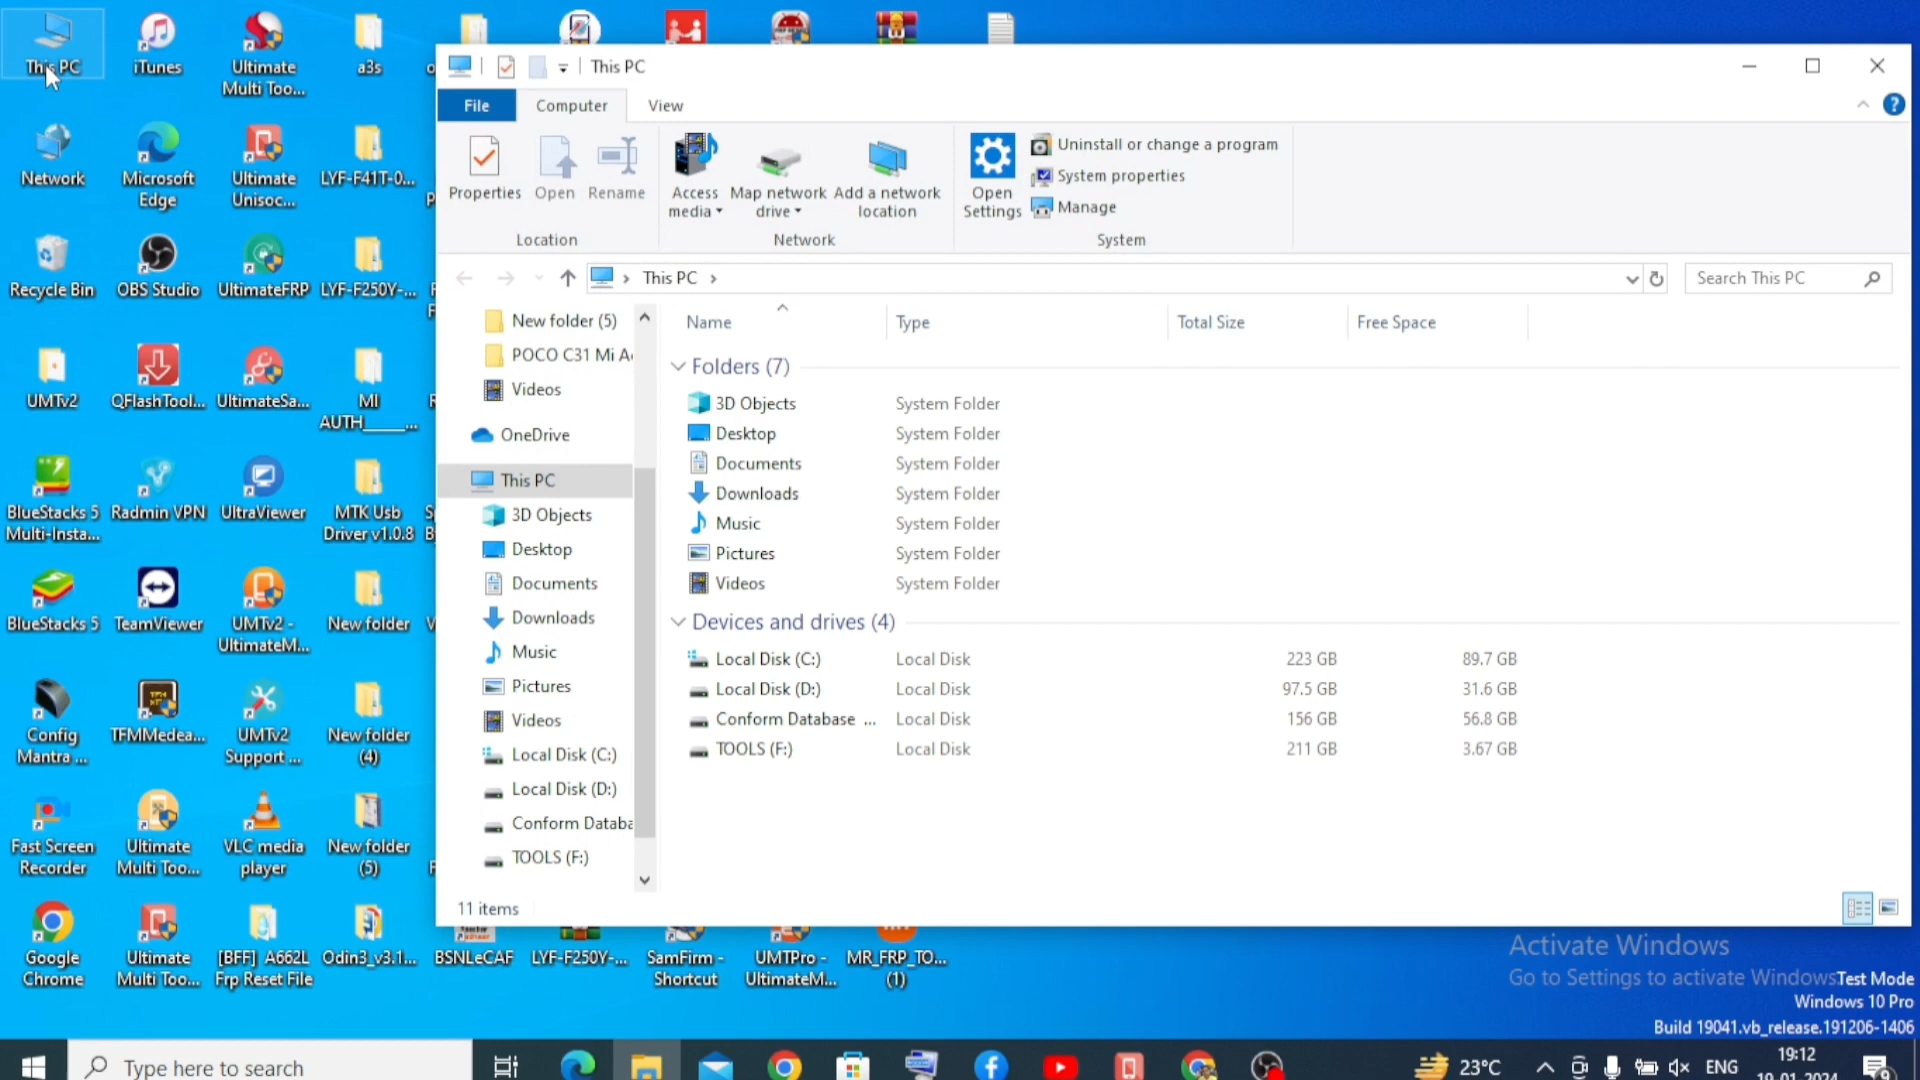 This PC
iTunes
Ultimate
Multi Too...
a3s
Network
Microsoft
Edge
Ultimate
Unisoc...
LYF-F41T-0...
Recycle Bin
OBS Studio
UltimateFRP
LYF-F250Y-...
UMTv2
QFlashTool...
UltimateSa...
MI
AUTH_____...
BlueStacks 5
Multi-Insta...
Radmin VPN
UltraViewer
MTK Usb
Driver v1.0.8
BlueStacks 5
TeamViewer
UMTv2 -
UltimateM...
New folder
Config
Mantra ...
TFMMedea...
UMTv2
Support ...
New folder
(4)
Fast Screen
Recorder
Ultimate
Multi Too...
VLC media
player
New folder
(5)
Google
Chrome
Ultimate
Multi Too...
[BFF] A662L
Frp Reset File
Odin3_v3.1...
BSNLeCAF
LYF-F250Y-...
SamFirm -
Shortcut
UMTPro -
UltimateM...
MR_FRP_TO...
(1)
This PC
File
Computer
View
Properties
Open
Rename
Location
Access
media
Map network
drive
Add a network
location
Network
Open
Settings
Uninstall or change a program
System properties
Manage
System
This PC
Search This PC
New folder (5)
POCO C31 Mi A
Videos
OneDrive
This PC
3D Objects
Desktop
Documents
Downloads
Music
Pictures
Videos
Local Disk (C:)
Local Disk (D:)
Conform Databa
TOOLS (F:)
Name Type Total Size Free Space
Folders (7)
3D Objects System Folder
Desktop System Folder
Documents System Folder
Downloads System Folder
Music System Folder
Pictures System Folder
Videos System Folder
Devices and drives (4)
Local Disk (C:) Local Disk 223 GB 89.7 GB
Local Disk (D:) Local Disk 97.5 GB 31.6 GB
Conform Database ... Local Disk 156 GB 56.8 GB
TOOLS (F:) Local Disk 211 GB 3.67 GB
11 items
Activate Windows
Go to Settings to activate Windows.
Test Mode
Windows 10 Pro
Build 19041.vb_release.191206-1406
Type here to search
23°C
ENG
19:12
19-01-2024
9